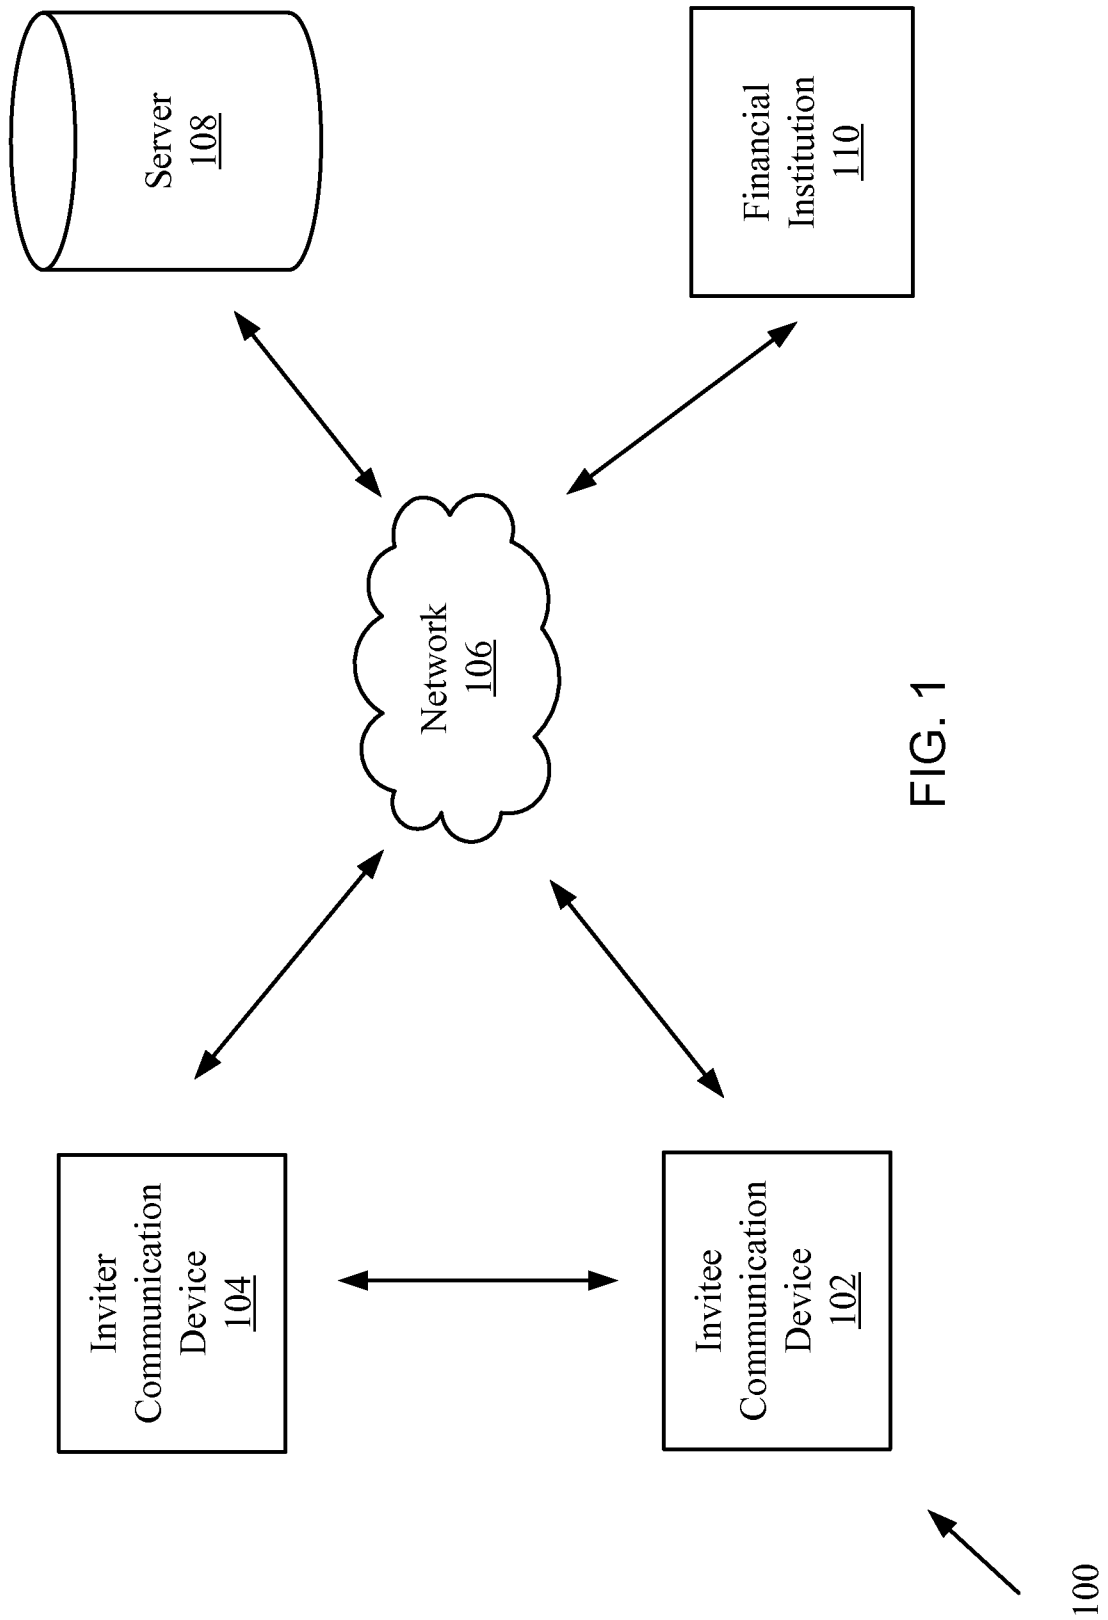 Inviter
Communication
Device
104
Server
108
Network
106
Invitee
Communication
Device
102
Financial
Institution
110
100
FIG. 1